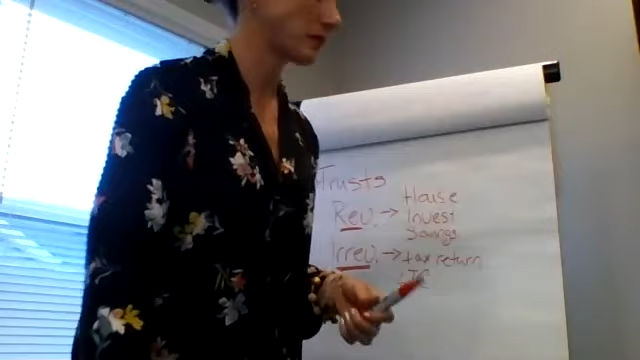 Trusts
Rev. → House
Invest
Savings
Irrev. → tax return